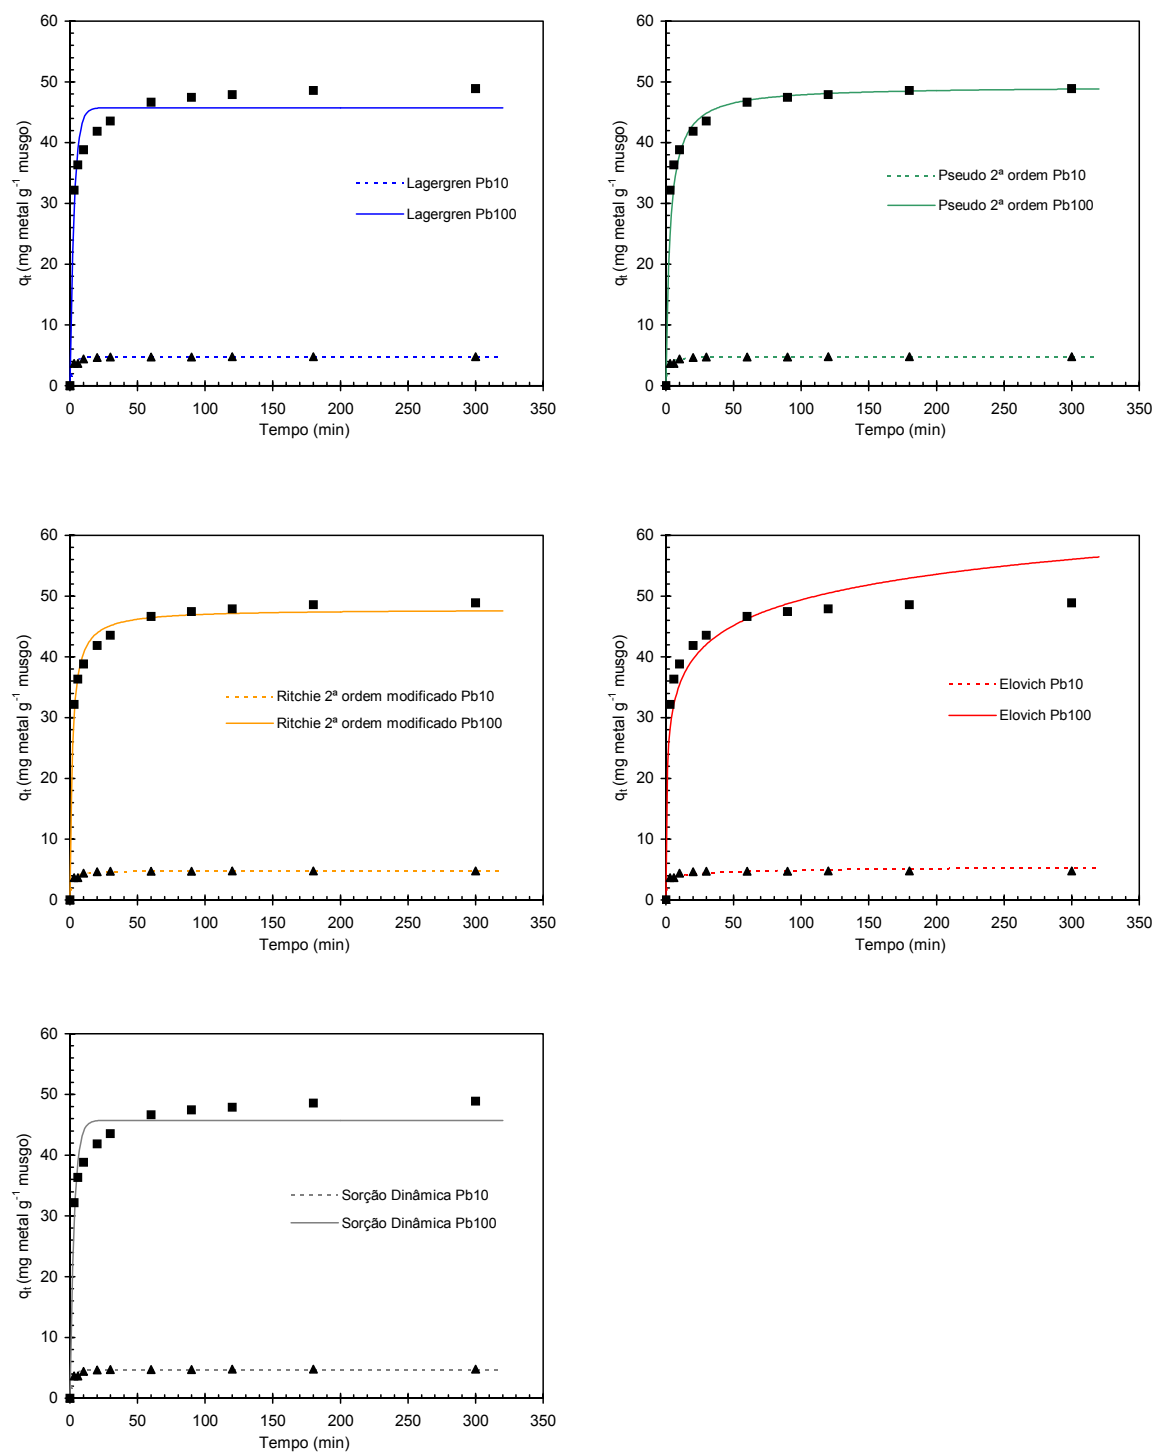 60
50
40
30
20
10
0
q_t (mg metal g⁻¹ musgo)
Lagergren Pb10
Lagergren Pb100
0 50 100 150 200 250 300 350
Tempo (min)
60
50
40
30
20
10
0
q_t (mg metal g⁻¹ musgo)
Pseudo 2ª ordem Pb10
Pseudo 2ª ordem Pb100
0 50 100 150 200 250 300 350
Tempo (min)
60
50
40
30
20
10
0
q_t (mg metal g⁻¹ musgo)
Ritchie 2ª ordem modificado Pb10
Ritchie 2ª ordem modificado Pb100
0 50 100 150 200 250 300 350
Tempo (min)
60
50
40
30
20
10
0
q_t (mg metal g⁻¹ musgo)
Elovich Pb10
Elovich Pb100
0 50 100 150 200 250 300 350
Tempo (min)
60
50
40
30
20
10
0
q_t (mg metal g⁻¹ musgo)
Sorção Dinâmica Pb10
Sorção Dinâmica Pb100
0 50 100 150 200 250 300 350
Tempo (min)